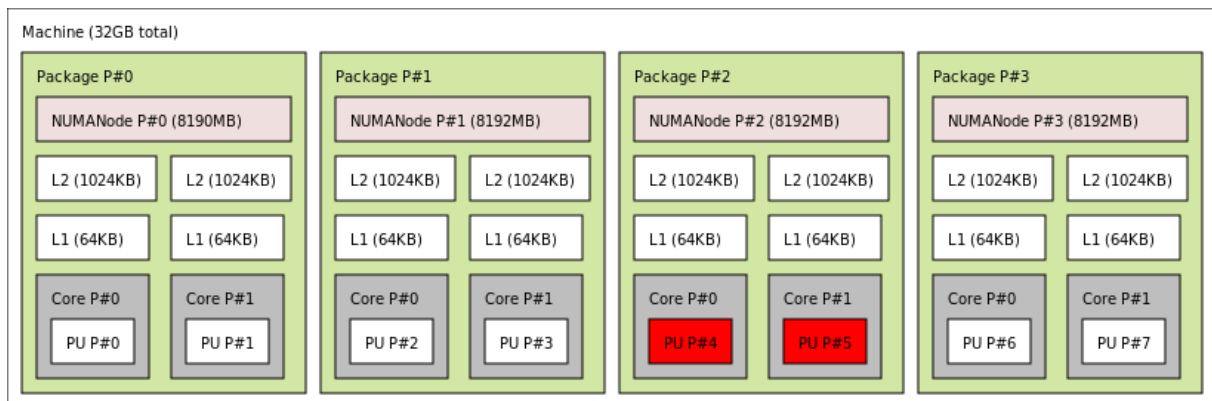 Machine (32GB total)
Package P#0
NUMANode P#0 (8190MB)
L2 (1024KB) L2 (1024KB)
L1 (64KB) L1 (64KB)
Core P#0 Core P#1
PU P#0 PU P#1
Package P#1
NUMANode P#1 (8192MB)
L2 (1024KB) L2 (1024KB)
L1 (64KB) L1 (64KB)
Core P#0 Core P#1
PU P#2 PU P#3
Package P#2
NUMANode P#2 (8192MB)
L2 (1024KB) L2 (1024KB)
L1 (64KB) L1 (64KB)
Core P#0 Core P#1
PU P#4 PU P#5
Package P#3
NUMANode P#3 (8192MB)
L2 (1024KB) L2 (1024KB)
L1 (64KB) L1 (64KB)
Core P#0 Core P#1
PU P#6 PU P#7